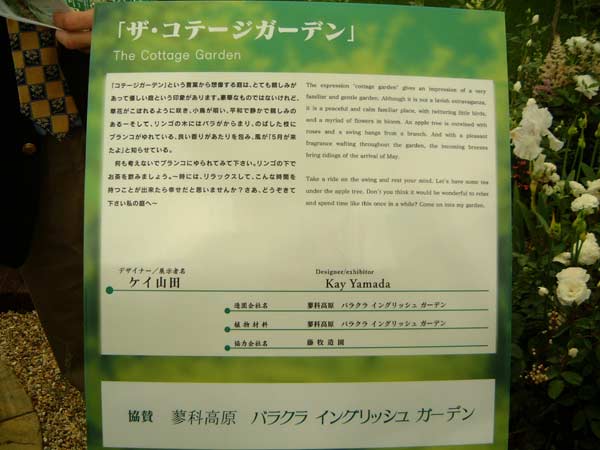 「ザ・コテージガーデン」
The Cottage Garden
「コテージガーデン」という言葉から想像する庭は、とても親しみが
あって優しい庭という印象があります。豪華なものではないけれど、
草花がこぼれるように咲き、小鳥が唄い、平和で静かで親しみの
あるーそして、リンゴの木にはバラがからまり、のばした枝に
ブランコがゆれている、良い香りがあたりを包み、風が「5月が来
たよ」と知らせている。
何も考えないでブランコにゆられてみて下さい。リンゴの下で
お茶を飲みましょう。一時には、リラックスして、こんな時間を
持つことが出来たら幸せだと思いませんか？さあ、どうぞきて
下さい私の庭へ〜
The expression "cottage garden" gives an impression of a very
familiar and gentle garden. Although it is not a lavish extravaganza,
it is a peaceful and calm familiar place, with twittering little birds,
and a myriad of flowers in bloom. An apple tree is entwined with
roses and a swing hangs from a branch. And with a pleasant
fragrance wafting throughout the garden, the incoming breezes
bring tidings of the arrival of May.
Take a ride on the swing and rest your mind. Let's have some tea
under the apple tree. Don't you think it would be wonderful to relax
and spend time like this once in a while? Come on into my garden.
デザイナー／展示者名
ケイ山田
Designer/exhibitor
Kay Yamada
造園会社名 蓼科高原 バラクラ イングリッシュ ガーデン
植物材料 蓼科高原 バラクラ イングリッシュ ガーデン
協力会社名 藤牧造園
協賛 蓼科高原 バラクラ イングリッシュ ガーデン